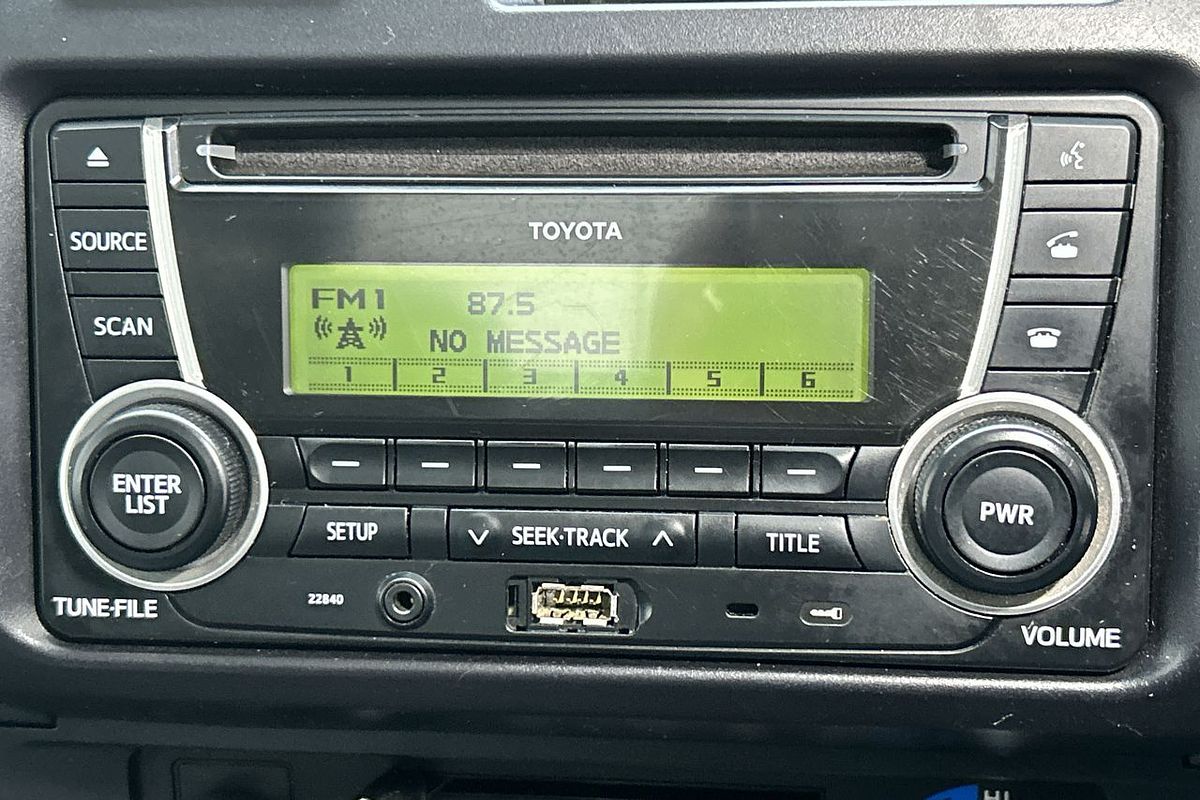 TOYOTA
SOURCE
SCAN
FM1 87.5
NO MESSAGE
1 2 3 4 5 6
ENTER
LIST
SETUP
SEEK·TRACK
TITLE
PWR
22840
TUNE·FILE
VOLUME
HI